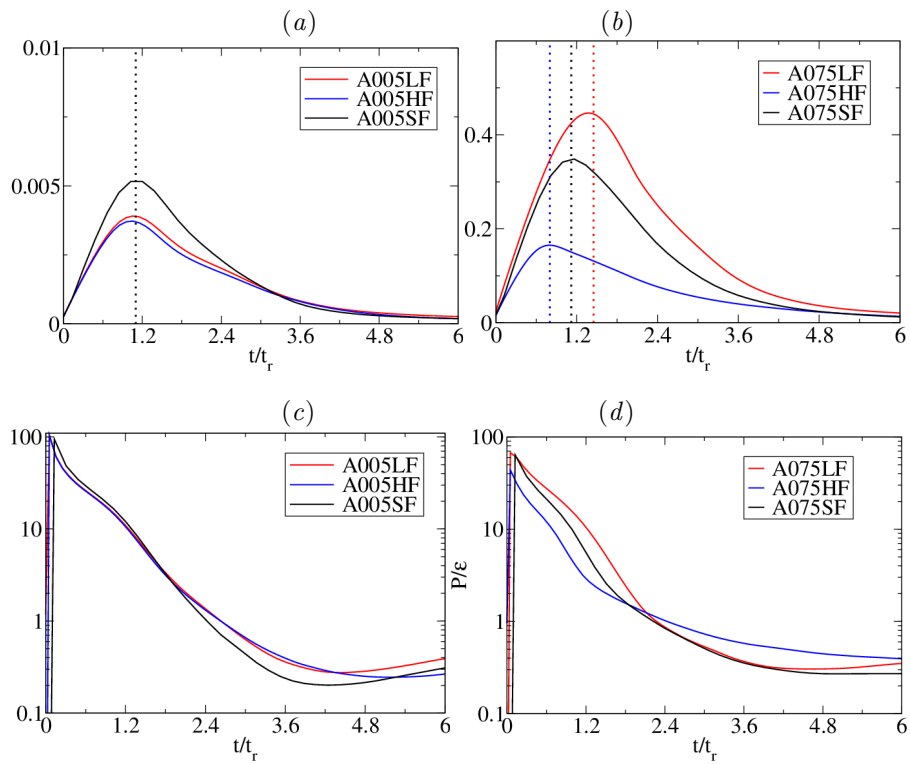 (a)
0.01
0.005
0
A005LF
A005HF
A005SF
0 1.2 2.4 3.6 4.8 6
t/t_r
(b)
0.4
0.2
0
A075LF
A075HF
A075SF
0 1.2 2.4 3.6 4.8 6
t/t_r
(c)
100
10
1
0.1
A005LF
A005HF
A005SF
0 1.2 2.4 3.6 4.8 6
t/t_r
(d)
P/ε
100
10
1
0.1
A075LF
A075HF
A075SF
0 1.2 2.4 3.6 4.8 6
t/t_r